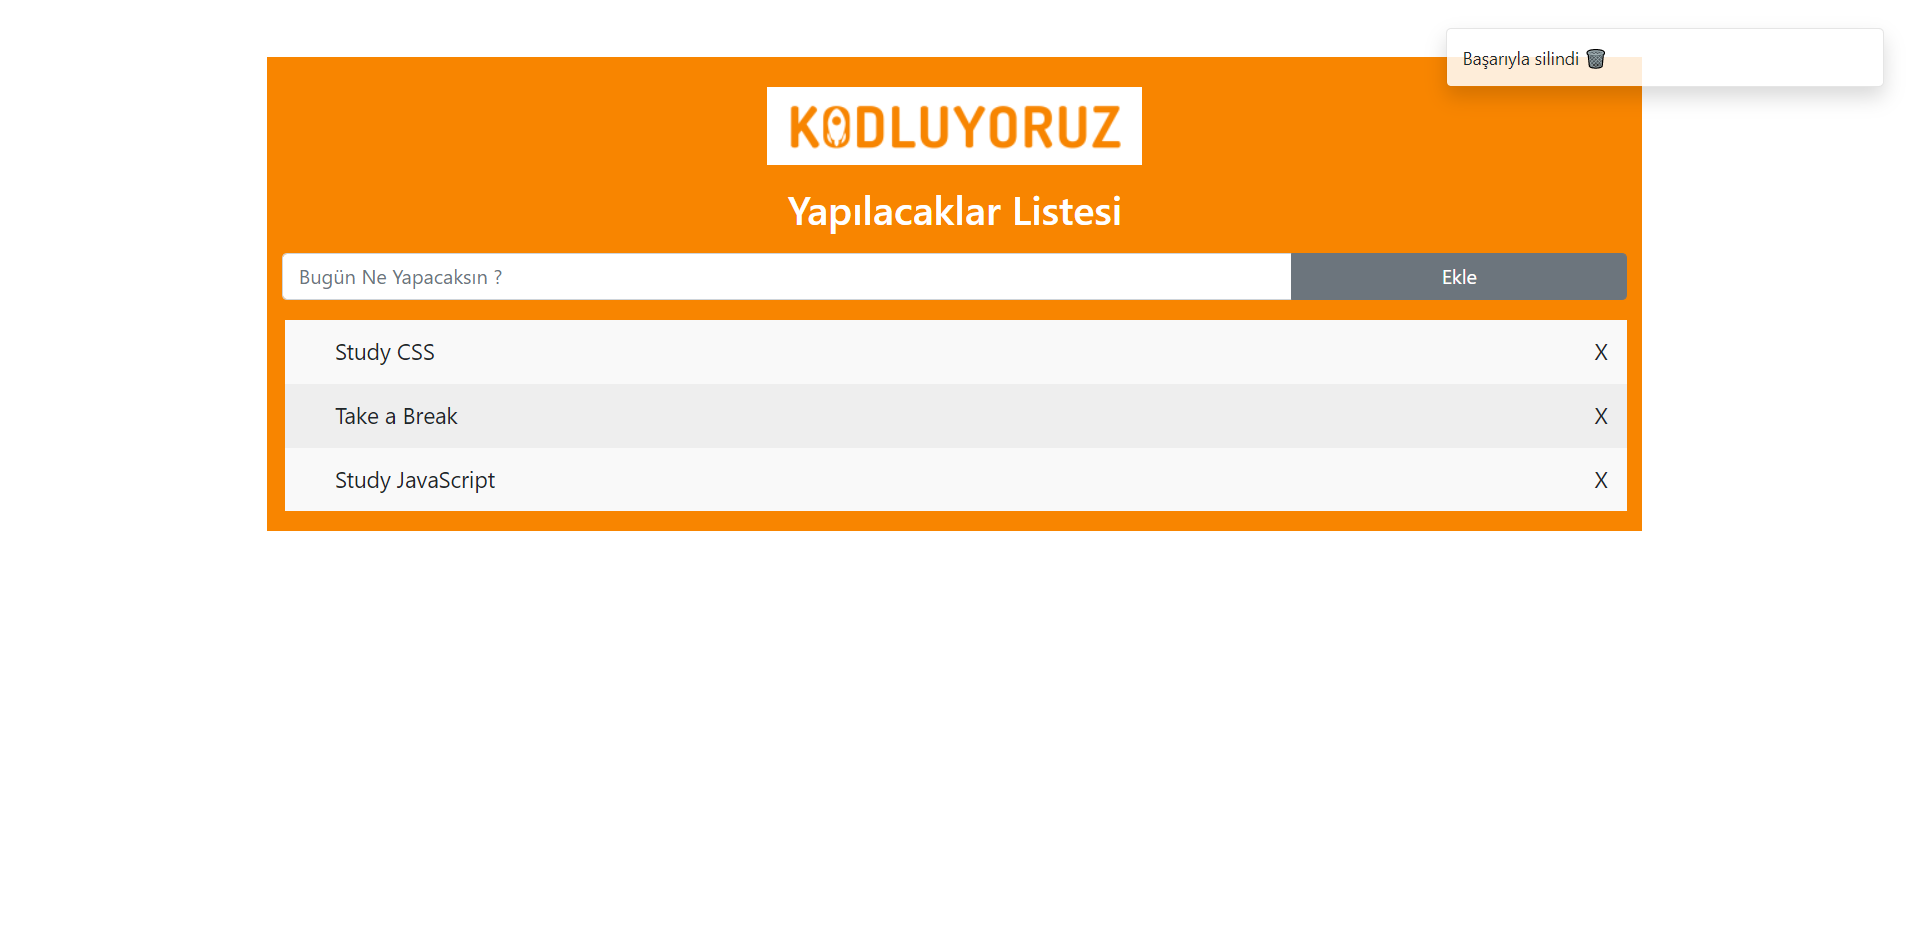 Başarıyla silindi 🗑️
KODLUYORUZ
Yapılacaklar Listesi
Bugün Ne Yapacaksın ?
Ekle
Study CSS X
Take a Break X
Study JavaScript X